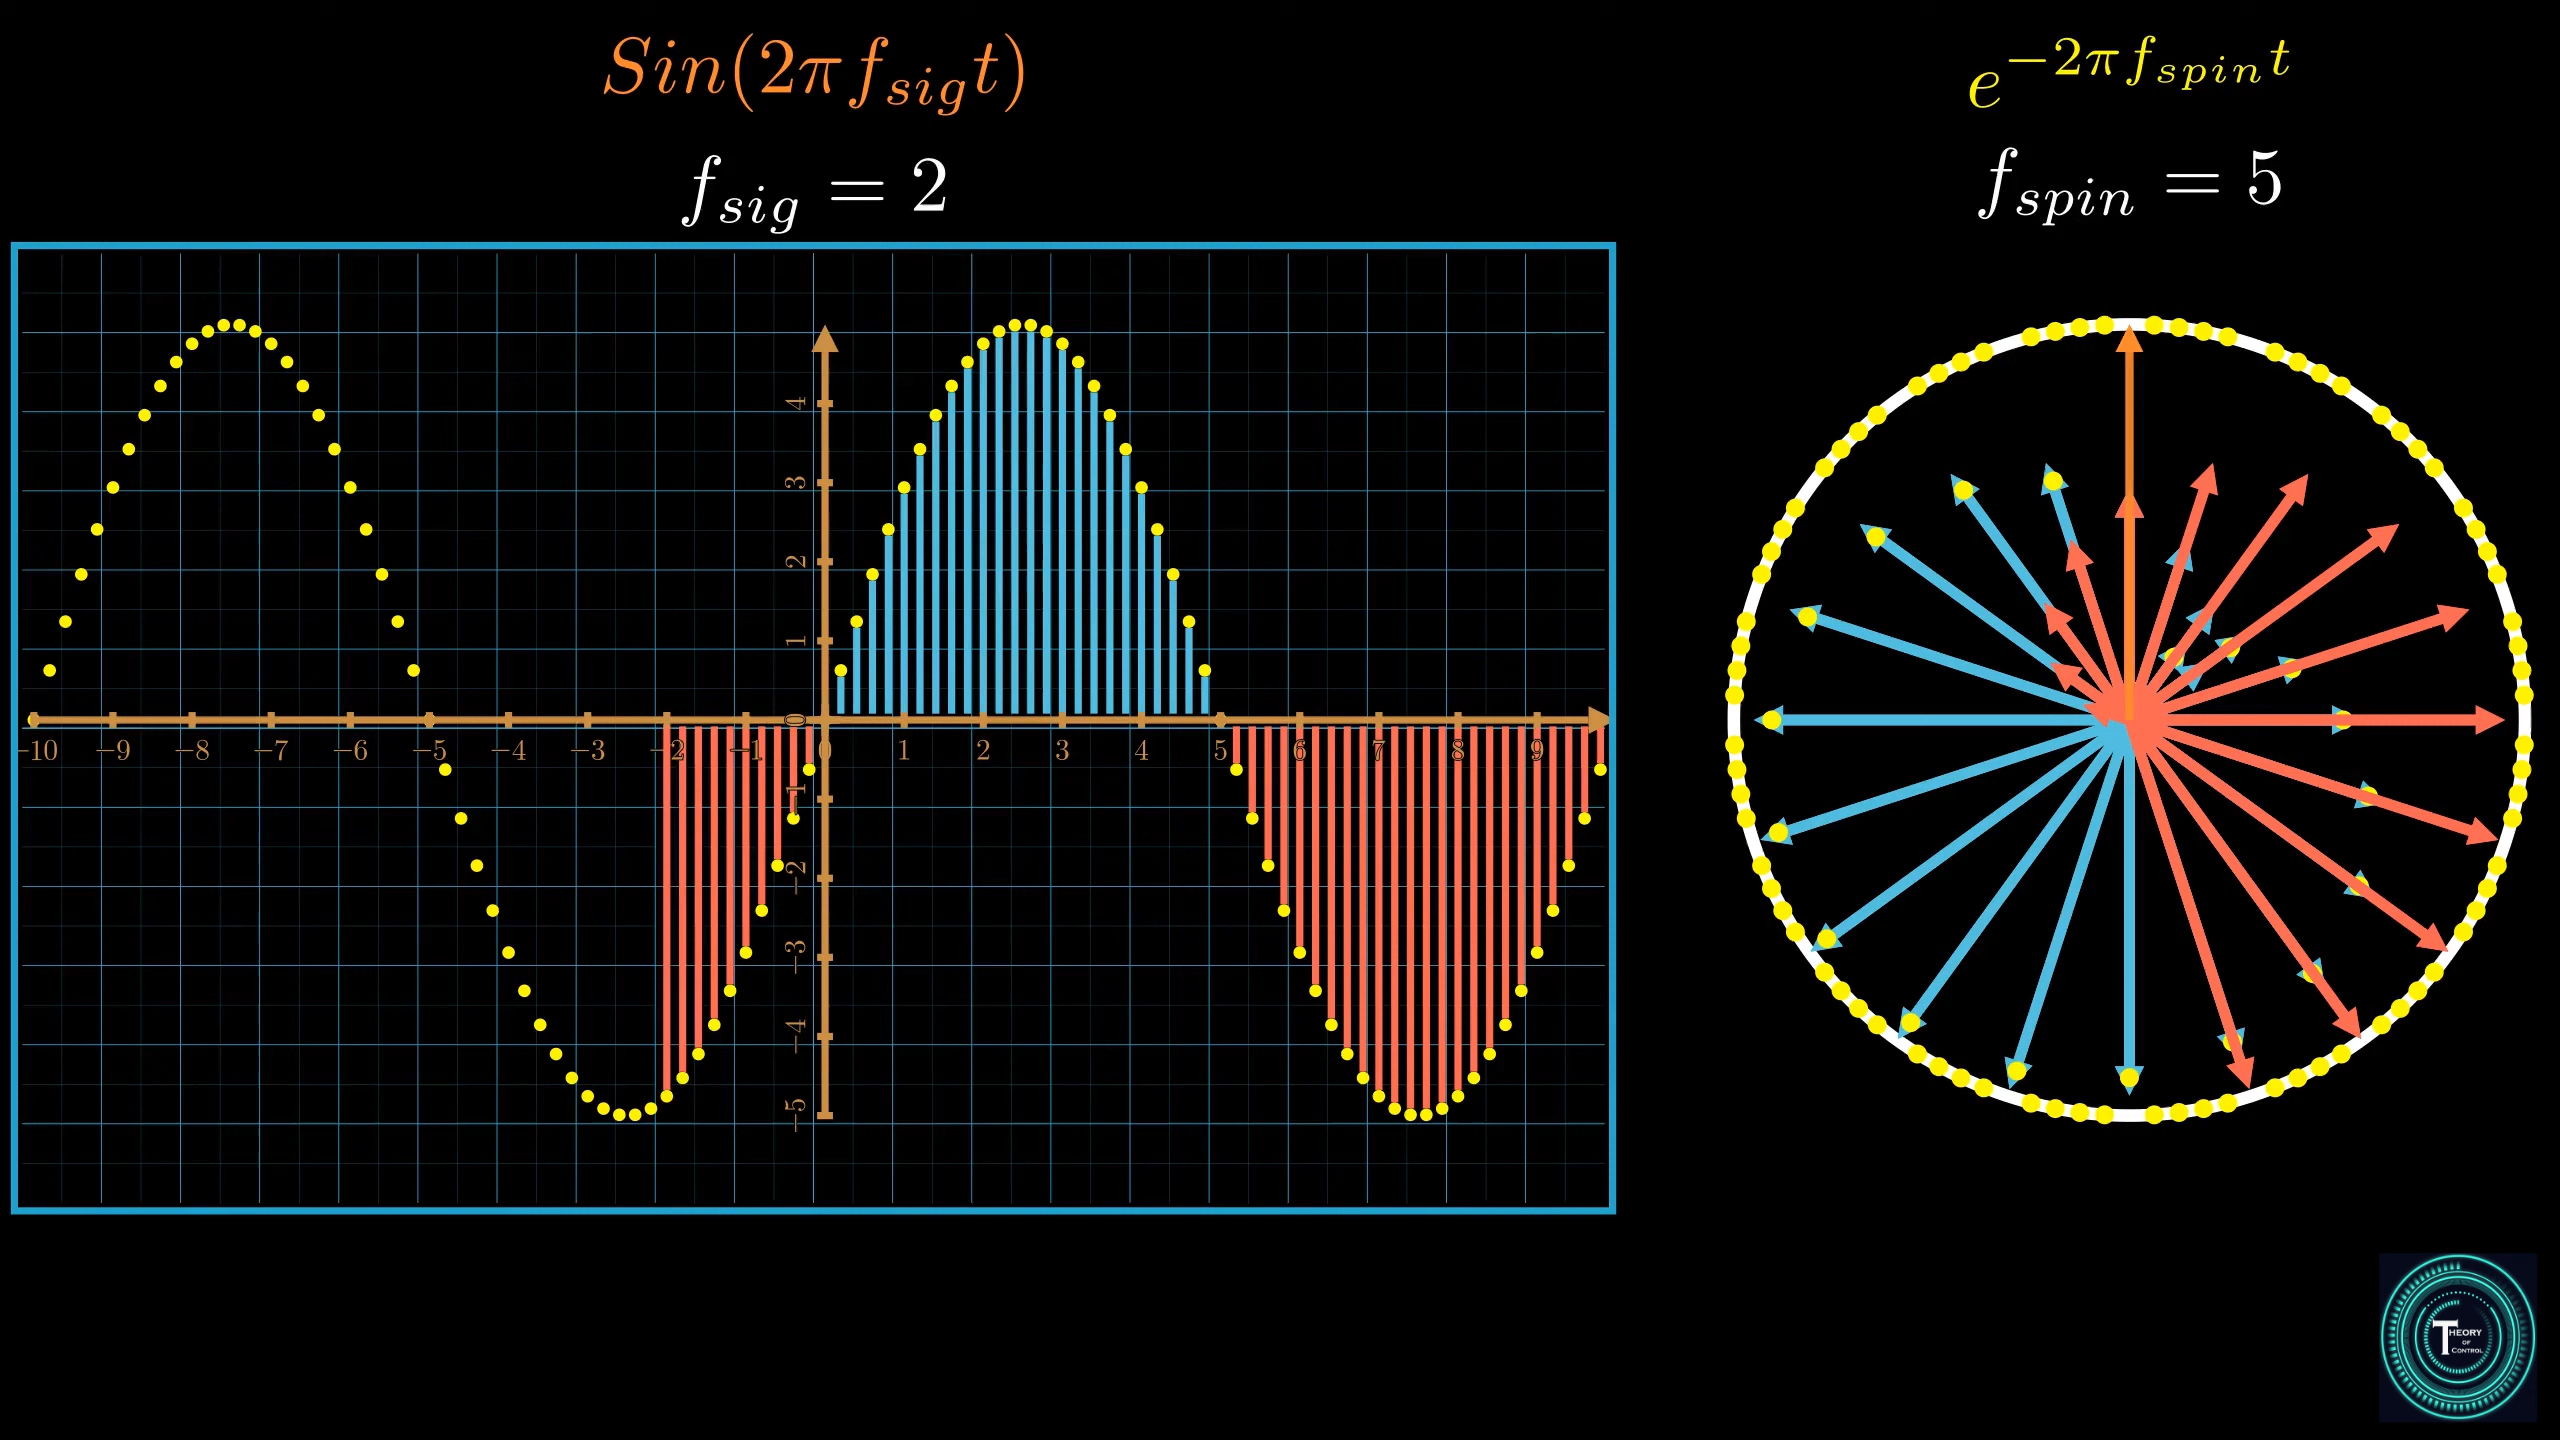 Sin(2πf_sig t)
f_sig = 2
e^−2πf_spin t
f_spin = 5
4
3
2
1
0
−10 −9 −8 −7 −6 −5 −4 −3 −2 −1 0 1 2 3 4 5 6 7 8 9
−1
−2
−3
−4
−5
THEORY
OF
CONTROL